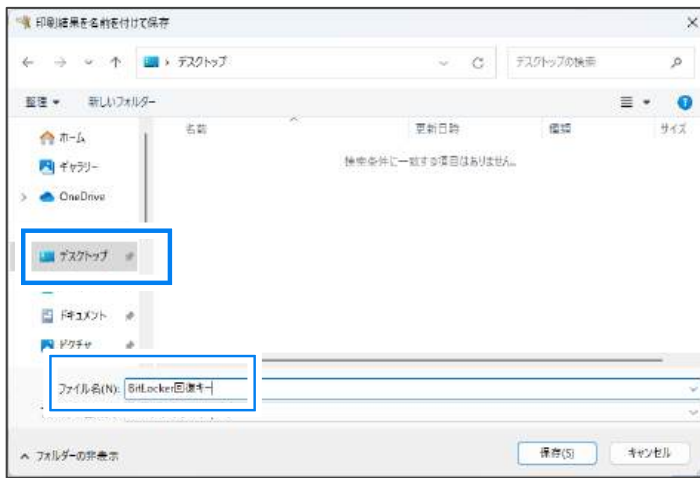 印刷結果を名前を付けて保存
デスクトップ
デスクトップの検索
整理
新しいフォルダー
名前
更新日時
種類
サイズ
検索条件に一致する項目はありません。
ホーム
ギャラリー
OneDrive
デスクトップ
ドキュメント
ピクチャ
ファイル名(N): BitLocker回復キー
フォルダーの非表示
保存(S)
キャンセル